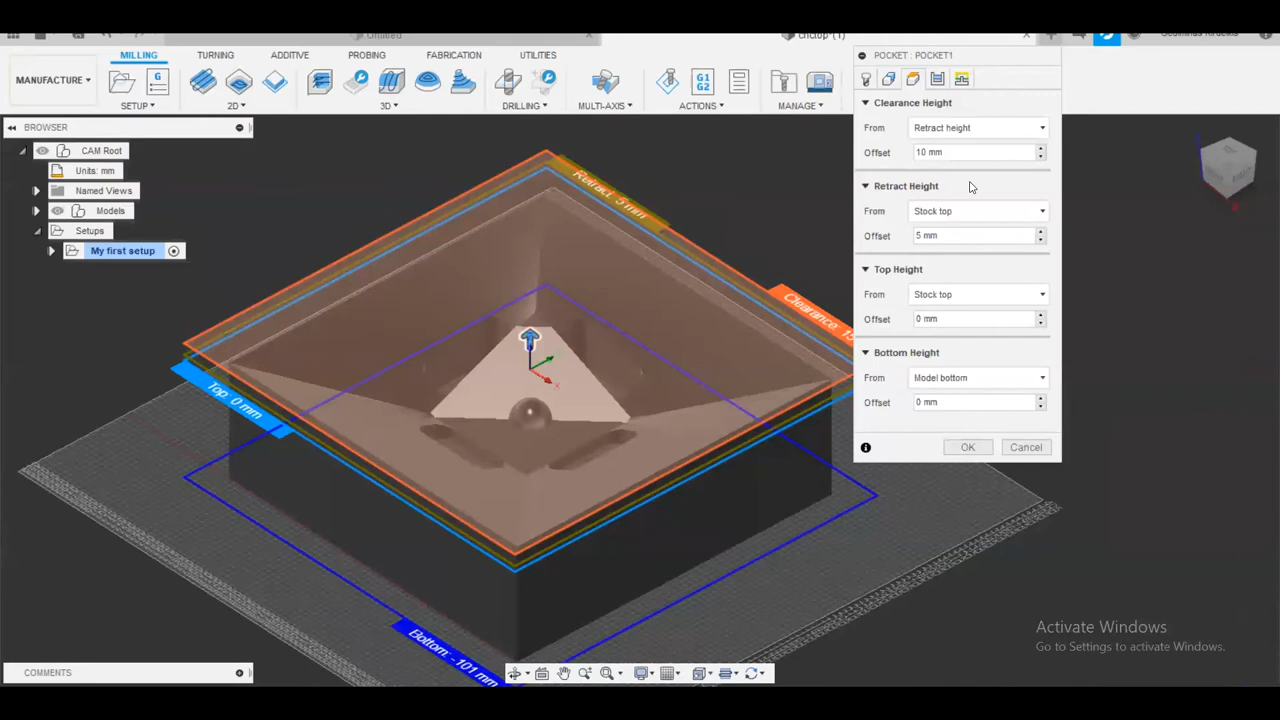 Untitled
MILLING
TURNING
ADDITIVE
PROBING
FABRICATION
UTILITIES
MANUFACTURE
G
G1
G2
SETUP
2D
3D
DRILLING
MULTI-AXIS
ACTIONS
MANAGE
BROWSER
CAM Root
Units: mm
Named Views
Models
Setups
My first setup
Retract: 5 mm
Clearance: 15
Top: 0 mm
Bottom: -101 mm
x
POCKET : POCKET1
Clearance Height
From Retract height
Offset 10 mm
Retract Height
From Stock top
Offset 5 mm
Top Height
From Stock top
Offset 0 mm
Bottom Height
From Model bottom
Offset 0 mm
OK Cancel
Activate Windows
Go to Settings to activate Windows.
COMMENTS